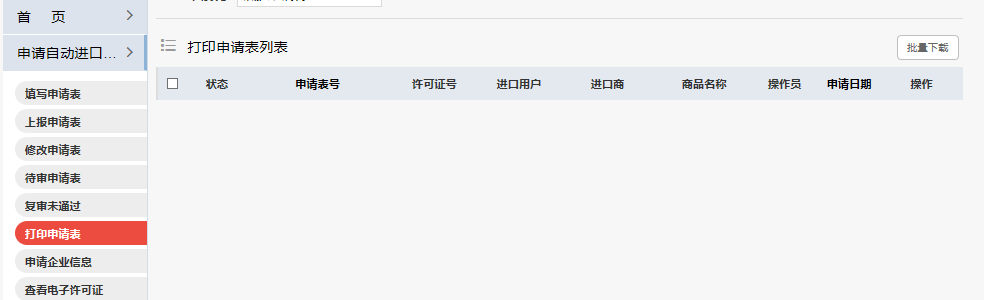 首 页
申请自动进口...
填写申请表
上报申请表
修改申请表
待审申请表
复审未通过
打印申请表
申请企业信息
查看电子许可证
打印申请表列表
批量下载
状态 申请表号 许可证号 进口用户 进口商 商品名称 操作员 申请日期 操作